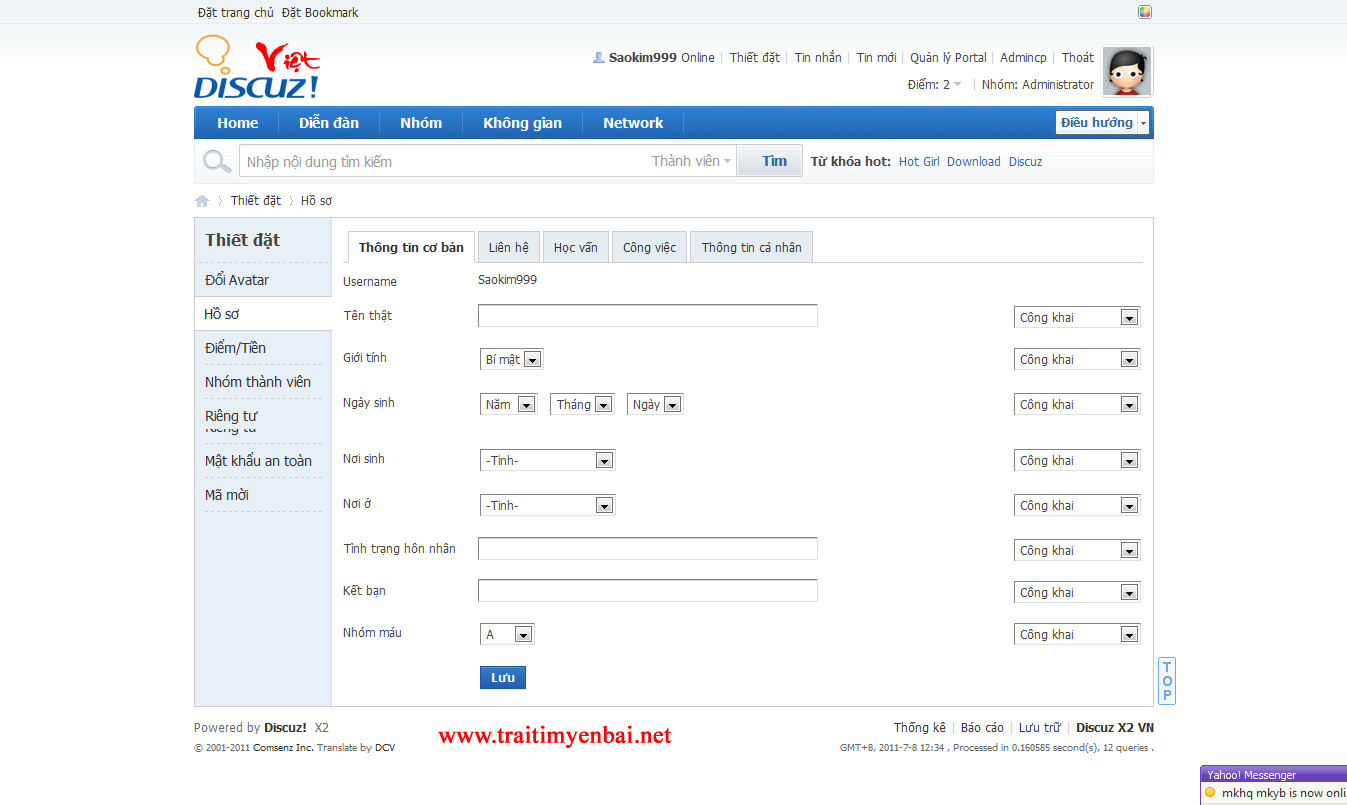 Đặt trang chủ Đặt Bookmark
Việt
DISCUZ!
Saokim999 Online | Thiết đặt | Tin nhắn | Tin mới | Quản lý Portal | Admincp | Thoát
Điểm: 2 | Nhóm: Administrator
Home Diễn đàn Nhóm Không gian Network Điều hướng
Nhập nội dung tìm kiếm Thành viên Tìm Từ khóa hot: Hot Girl Download Discuz
Thiết đặt Hồ sơ
Thiết đặt
Đổi Avatar
Hồ sơ
Điểm/Tiền
Nhóm thành viên
Riêng tư
Riêng tư
Mật khẩu an toàn
Mã mời
Thông tin cơ bản Liên hệ Học vấn Công việc Thông tin cá nhân
Username Saokim999
Tên thật Công khai
Giới tính Bí mật Công khai
Ngày sinh Năm Tháng Ngày Công khai
Nơi sinh -Tỉnh- Công khai
Nơi ở -Tỉnh- Công khai
Tình trạng hôn nhân Công khai
Kết bạn Công khai
Nhóm máu A Công khai
Lưu
TOP
Powered by Discuz! X2
© 2001-2011 Comsenz Inc. Translate by DCV
www.traitimyenbai.net
Thống kê | Báo cáo | Lưu trữ | Discuz X2 VN
GMT+8, 2011-7-8 12:34 , Processed in 0.160585 second(s), 12 queries .
Yahoo! Messenger
mkhq mkyb is now onli